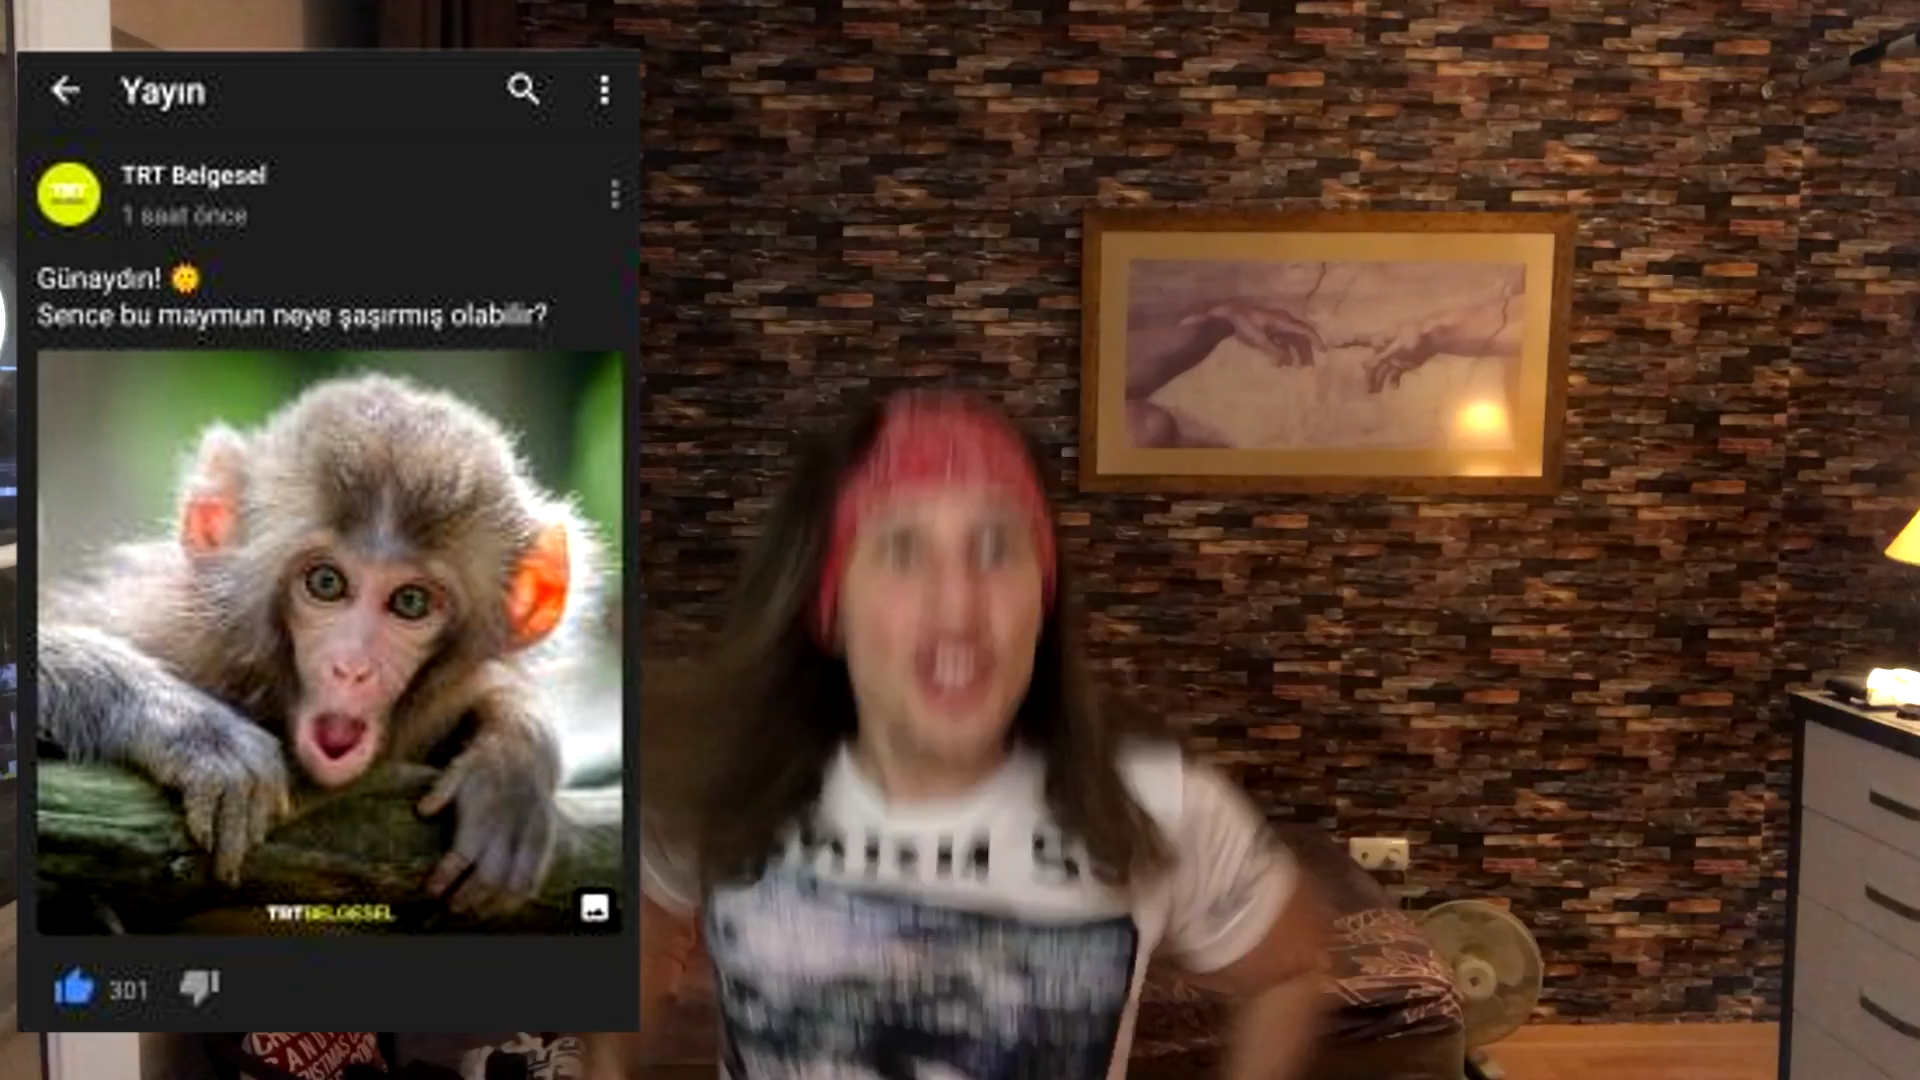 Yayın
TRT Belgesel
1 saat önce
Günaydın! 🌞
Sence bu maymun neye şaşırmış olabilir?
TRTBELGESEL
301